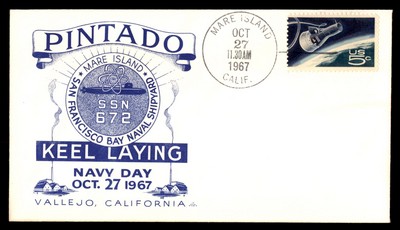 PINTADO
MARE ISLAND
SAN FRANCISCO BAY NAVAL SHIPYARD
SSN
672
KEEL LAYING
NAVY DAY
OCT. 27 1967
VALLEJO, CALIFORNIA
MARE ISLAND
OCT
27
11.30AM
1967
CALIF.
US
5c